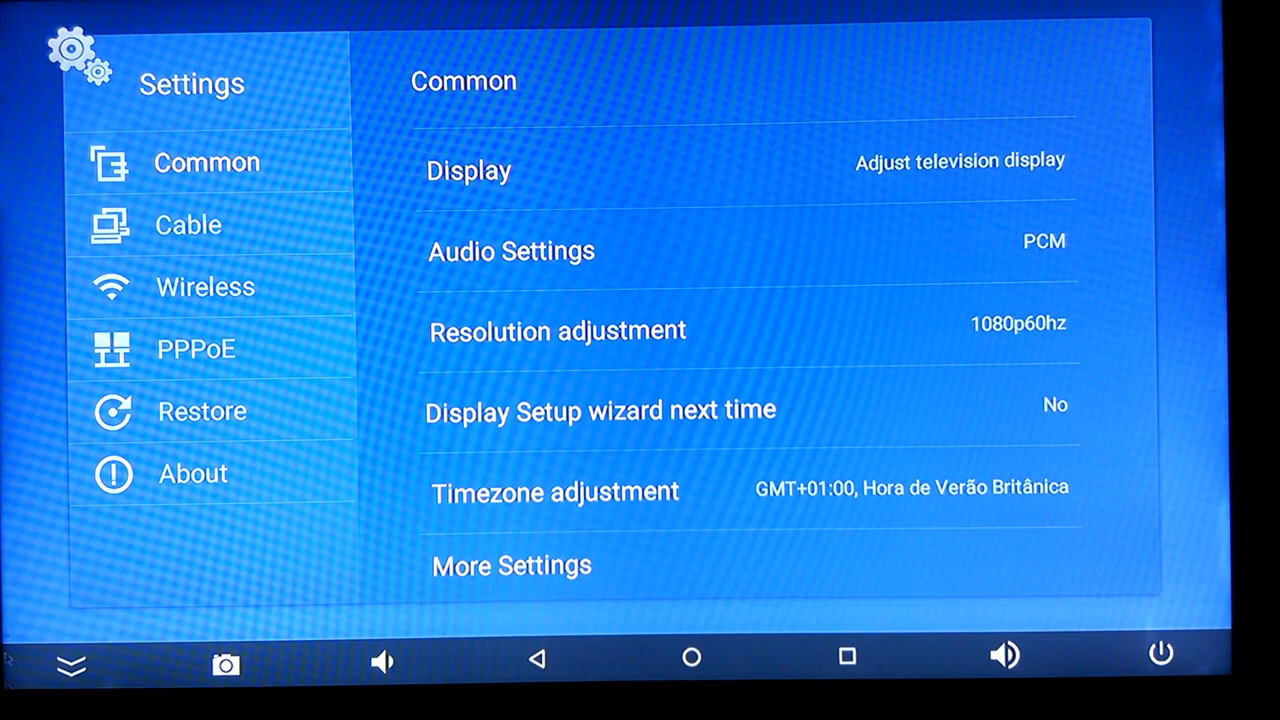 Settings
Common
Cable
Wireless
PPPoE
Restore
About
Common
Display Adjust television display
Audio Settings PCM
Resolution adjustment 1080p60hz
Display Setup wizard next time No
Timezone adjustment GMT+01:00, Hora de Verão Britânica
More Settings